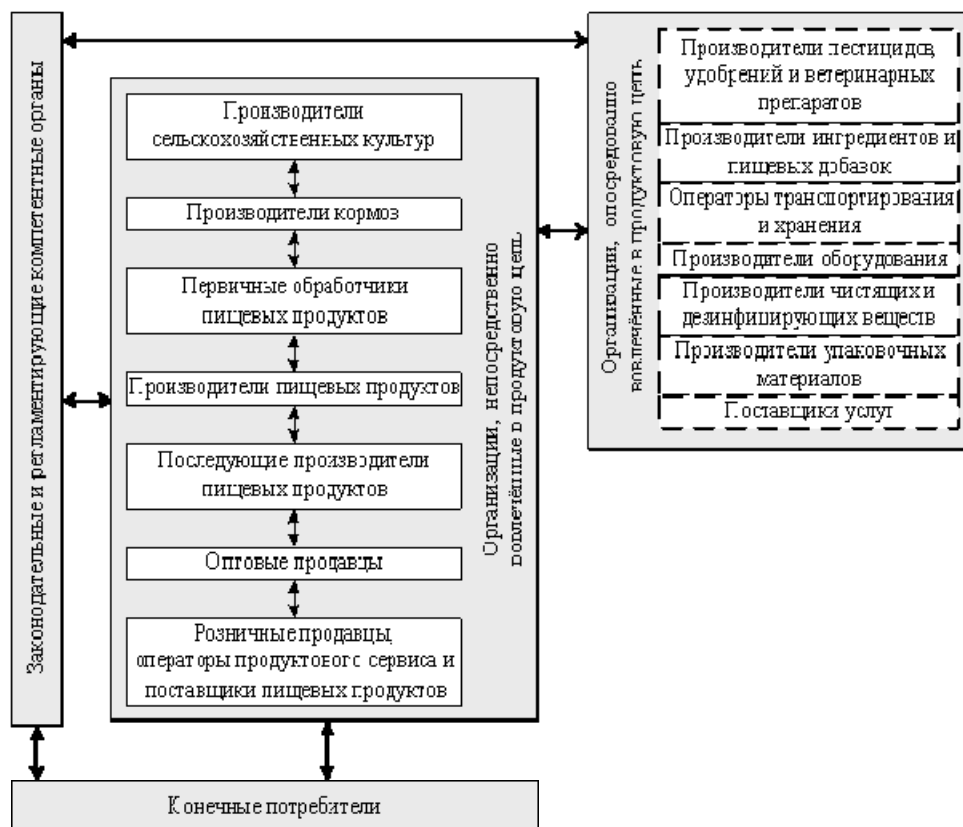 Законодательные и регламентирующие компетентные органы
Производители
сельскохозяйственных культур
Производители кормов
Первичные обработчики
пищевых продуктов
Производители пищевых продуктов
Последующие производители
пищевых продуктов
Оптовые продавцы
Розничные продавцы,
операторы продуктового сервиса и
поставщики пищевых продуктов
Организации, непосредственно
вовлечённые в продуктовую цепь
Организации, опосредованно
вовлечённые в продуктовую цепь
Производители пестицидов,
удобрений и ветеринарных
препаратов
Производители ингредиентов и
пищевых добавок
Операторы транспортирования
и хранения
Производители оборудования
Производители чистящих и
дезинфицирующих веществ
Производители упаковочных
материалов
Поставщики услуг
Конечные потребители